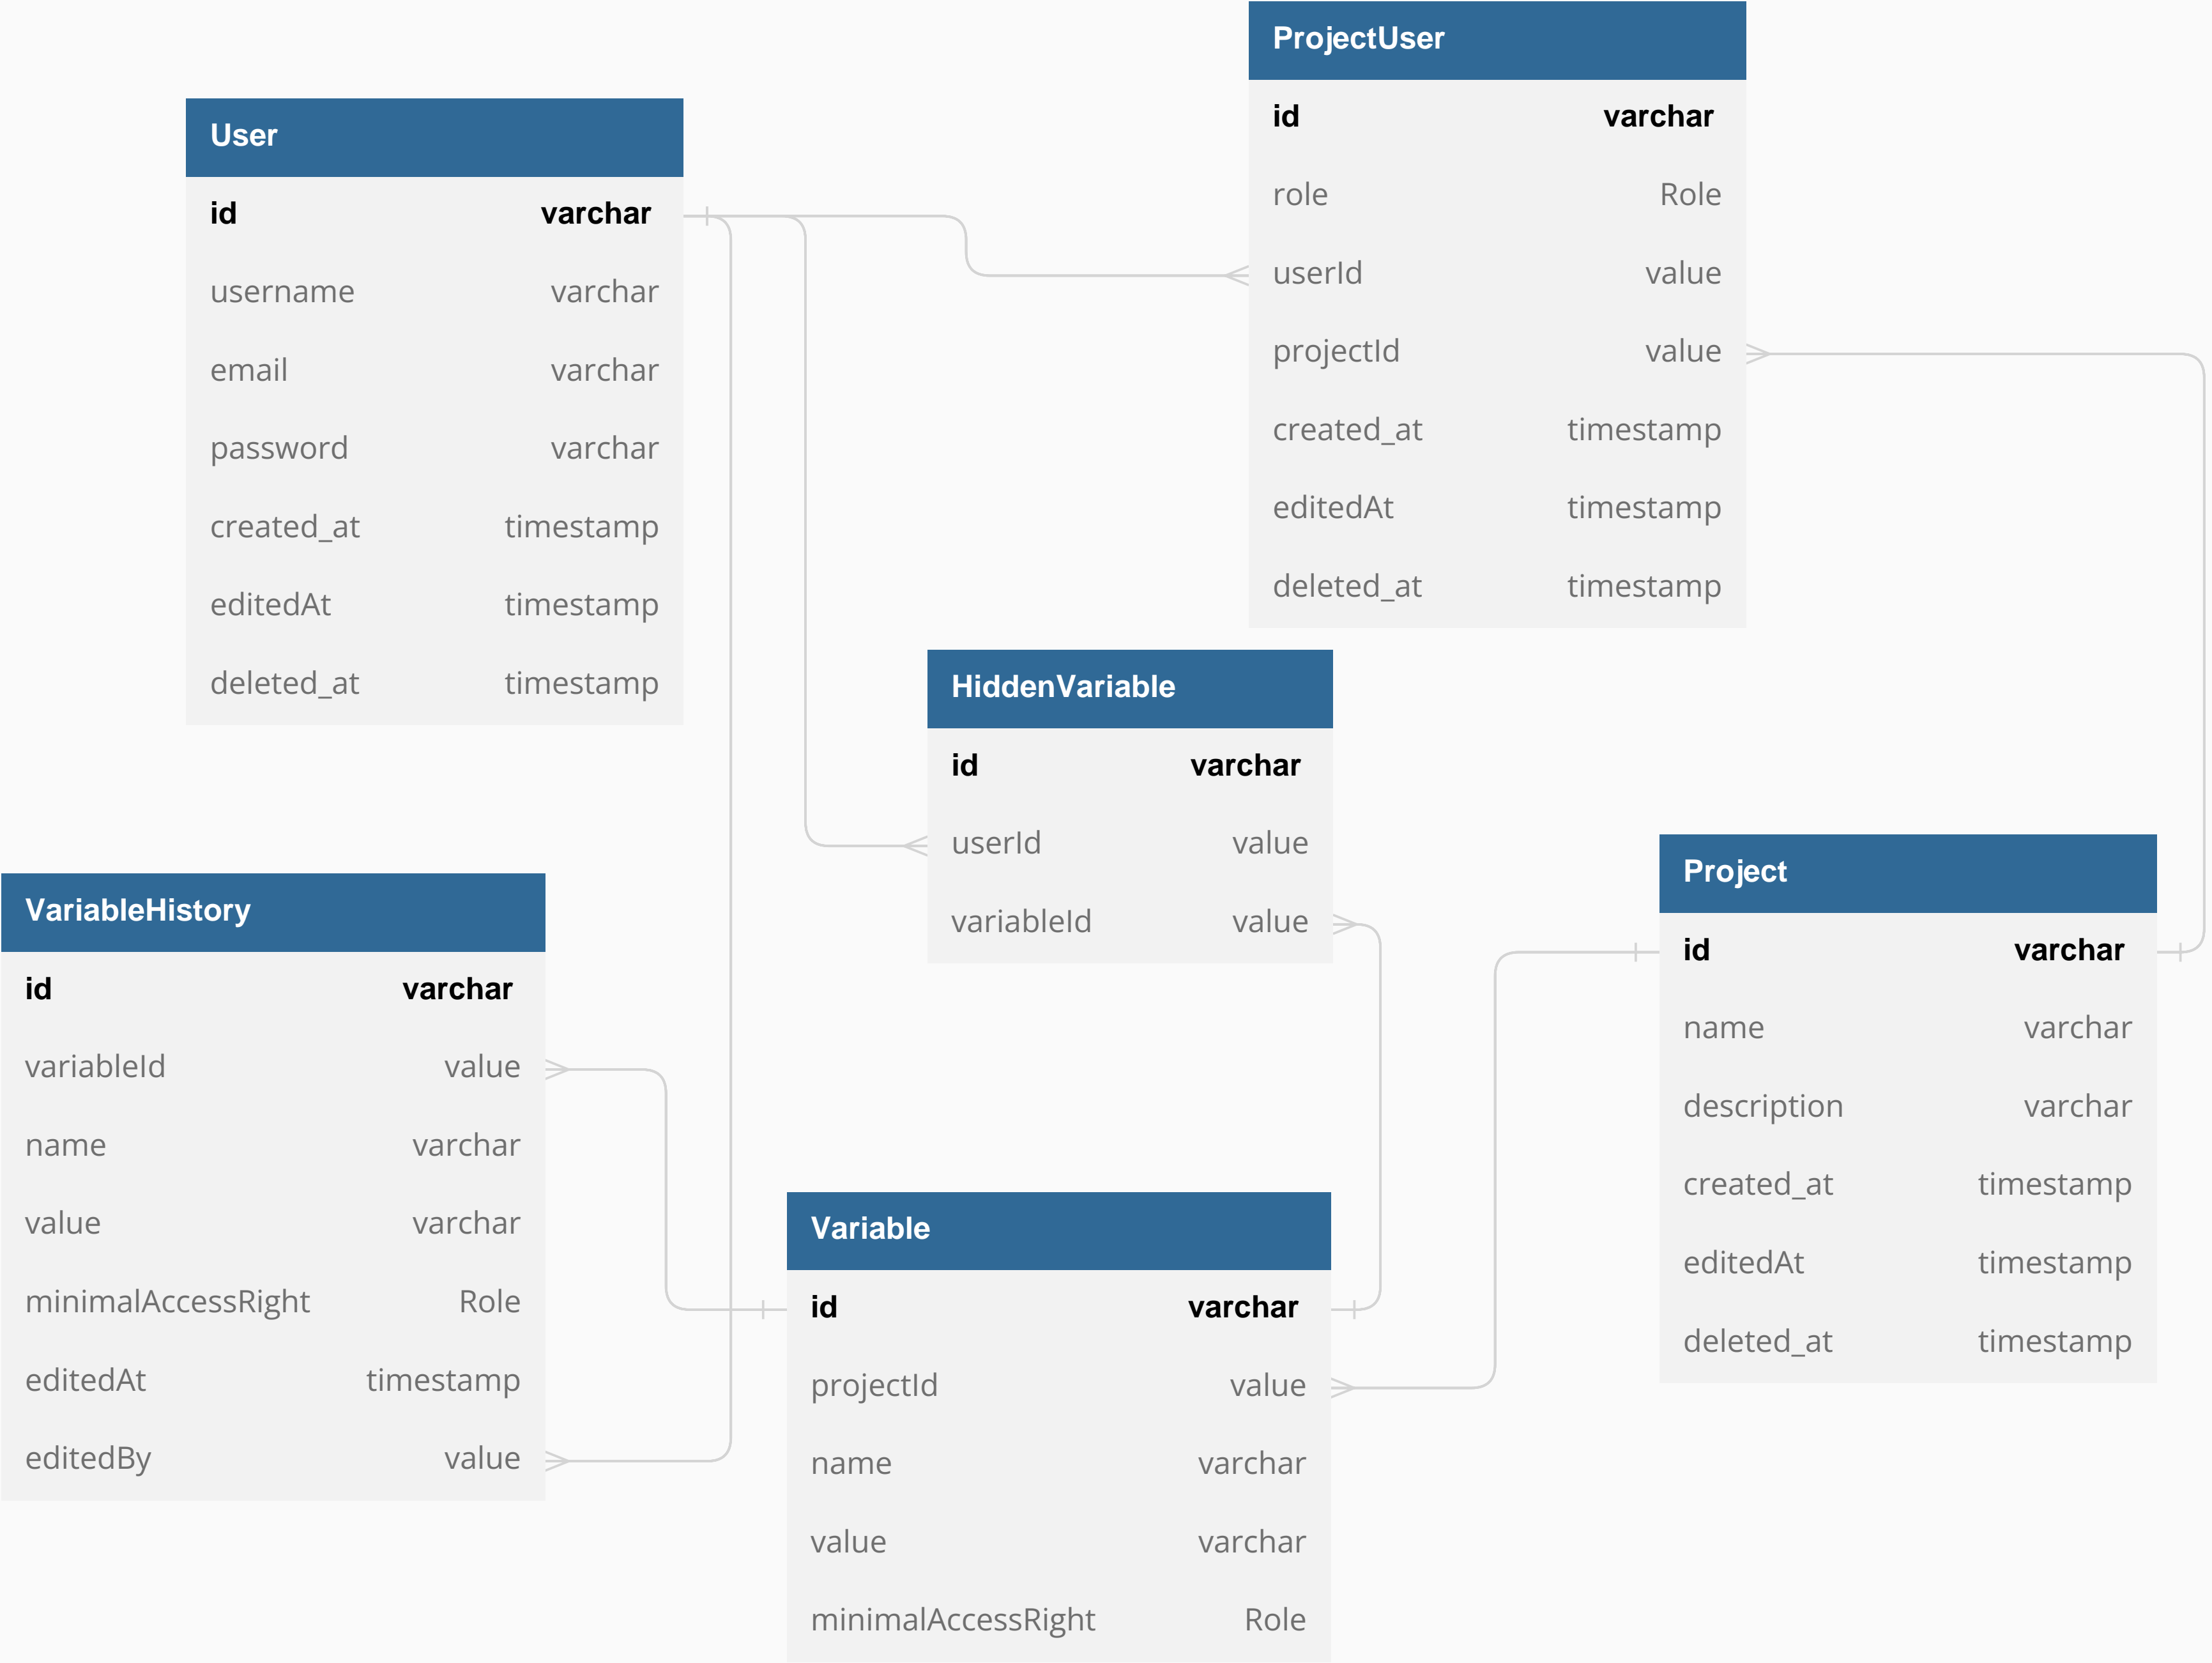 ProjectUser
id varchar
role Role
userId value
projectId value
created_at timestamp
editedAt timestamp
deleted_at timestamp
User
id varchar
username varchar
email varchar
password varchar
created_at timestamp
editedAt timestamp
deleted_at timestamp
HiddenVariable
id varchar
userId value
variableId value
Project
id varchar
name varchar
description varchar
created_at timestamp
editedAt timestamp
deleted_at timestamp
VariableHistory
id varchar
variableId value
name varchar
value varchar
minimalAccessRight Role
editedAt timestamp
editedBy value
Variable
id varchar
projectId value
name varchar
value varchar
minimalAccessRight Role